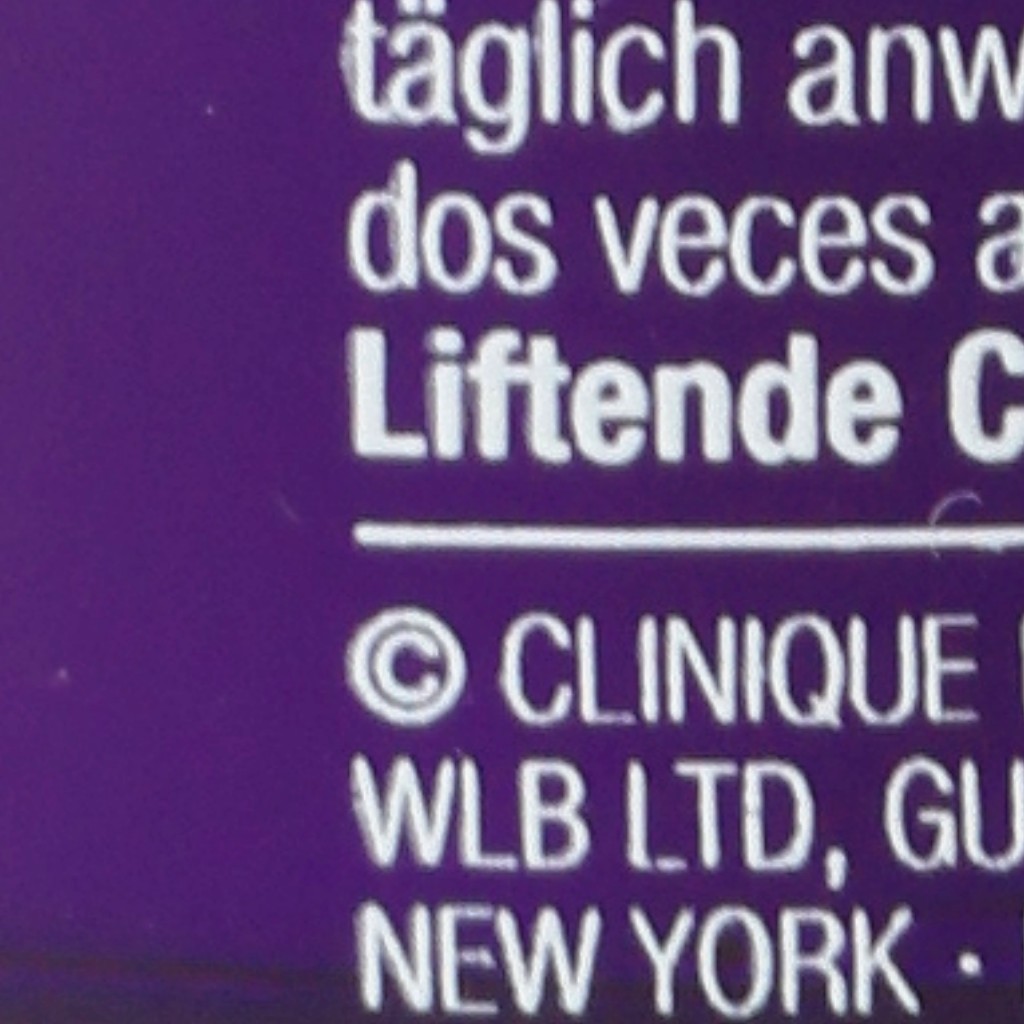 täglich anw
dos veces a
Liftende C
© CLINIQUE
WLB LTD, GU
NEW YORK ·